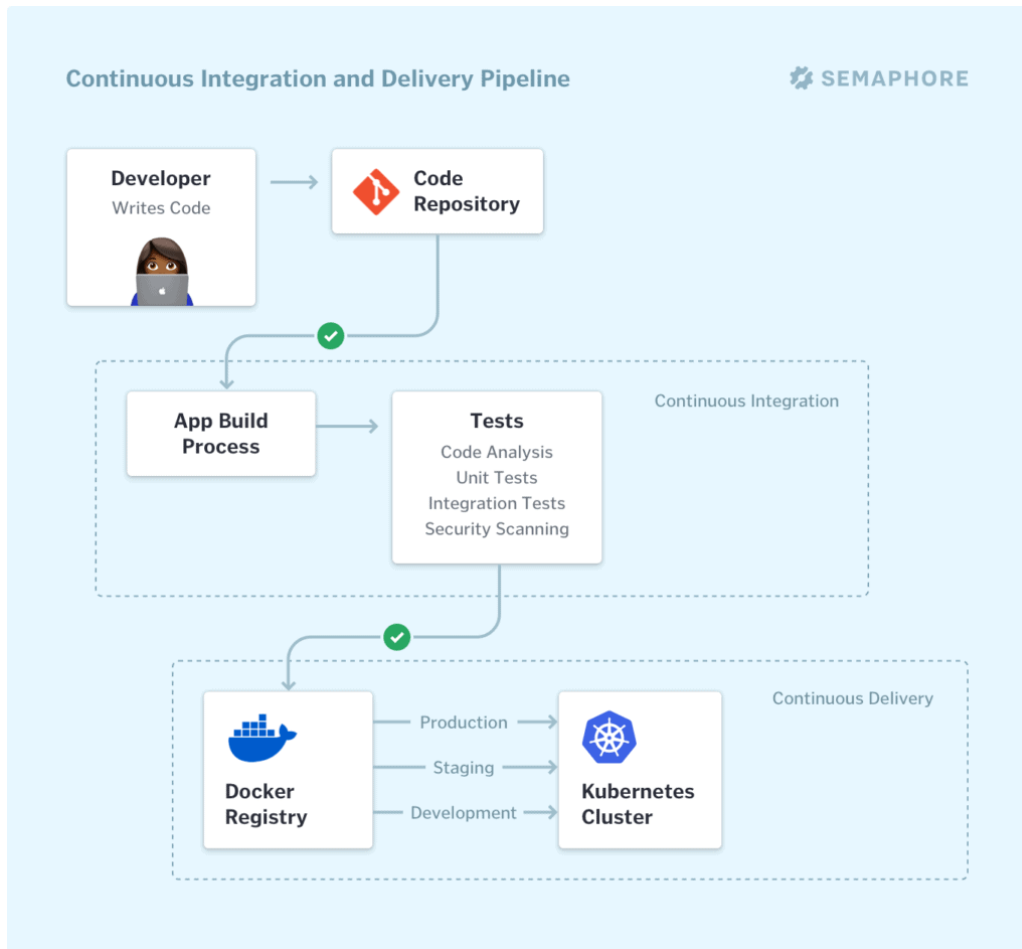 Continuous Integration and Delivery Pipeline
SEMAPHORE
Developer
Writes Code
Code
Repository
App Build
Process
Tests
Code Analysis
Unit Tests
Integration Tests
Security Scanning
Continuous Integration
Continuous Delivery
Docker
Registry
Production
Staging
Development
Kubernetes
Cluster